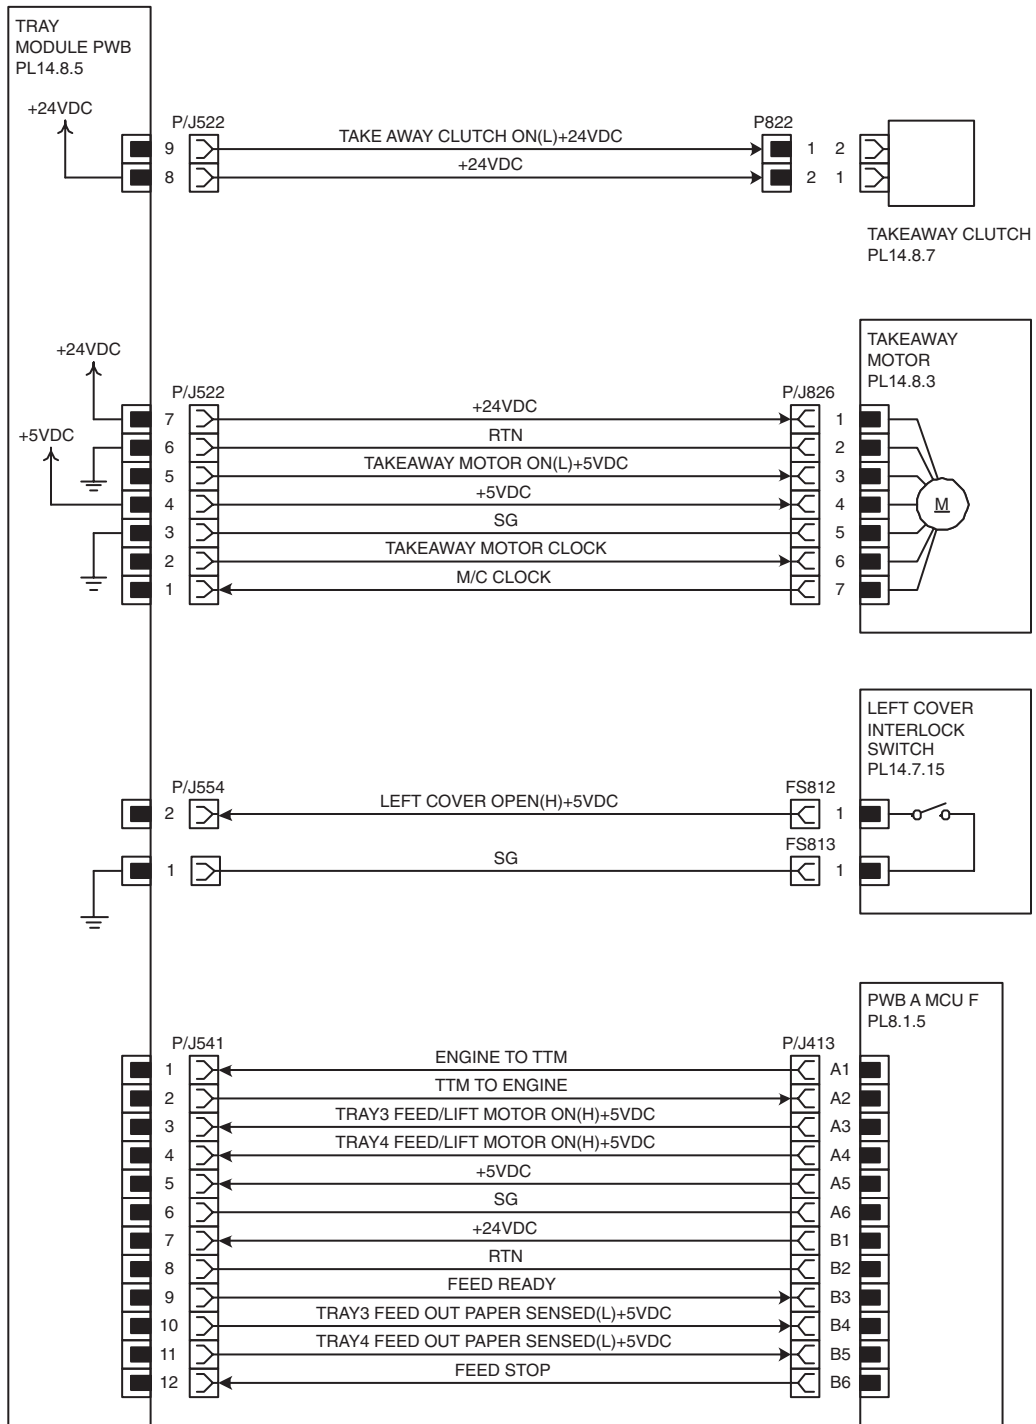 TRAY
MODULE PWB
PL14.8.5
+24VDC
P/J522
P822
9 TAKE AWAY CLUTCH ON(L)+24VDC 1 2
8 +24VDC 2 1
TAKEAWAY CLUTCH
PL14.8.7
TAKEAWAY
MOTOR
PL14.8.3
+24VDC
+5VDC
P/J522
P/J826
7 +24VDC 1
6 RTN 2
5 TAKEAWAY MOTOR ON(L)+5VDC 3
4 +5VDC 4
3 SG 5
2 TAKEAWAY MOTOR CLOCK 6
1 M/C CLOCK 7
M
LEFT COVER
INTERLOCK
SWITCH
PL14.7.15
P/J554
FS812
2 LEFT COVER OPEN(H)+5VDC 1
FS813
1 SG 1
PWB A MCU F
PL8.1.5
P/J541
P/J413
1 ENGINE TO TTM A1
2 TTM TO ENGINE A2
3 TRAY3 FEED/LIFT MOTOR ON(H)+5VDC A3
4 TRAY4 FEED/LIFT MOTOR ON(H)+5VDC A4
5 +5VDC A5
6 SG A6
7 +24VDC B1
8 RTN B2
9 FEED READY B3
10 TRAY3 FEED OUT PAPER SENSED(L)+5VDC B4
11 TRAY4 FEED OUT PAPER SENSED(L)+5VDC B5
12 FEED STOP B6